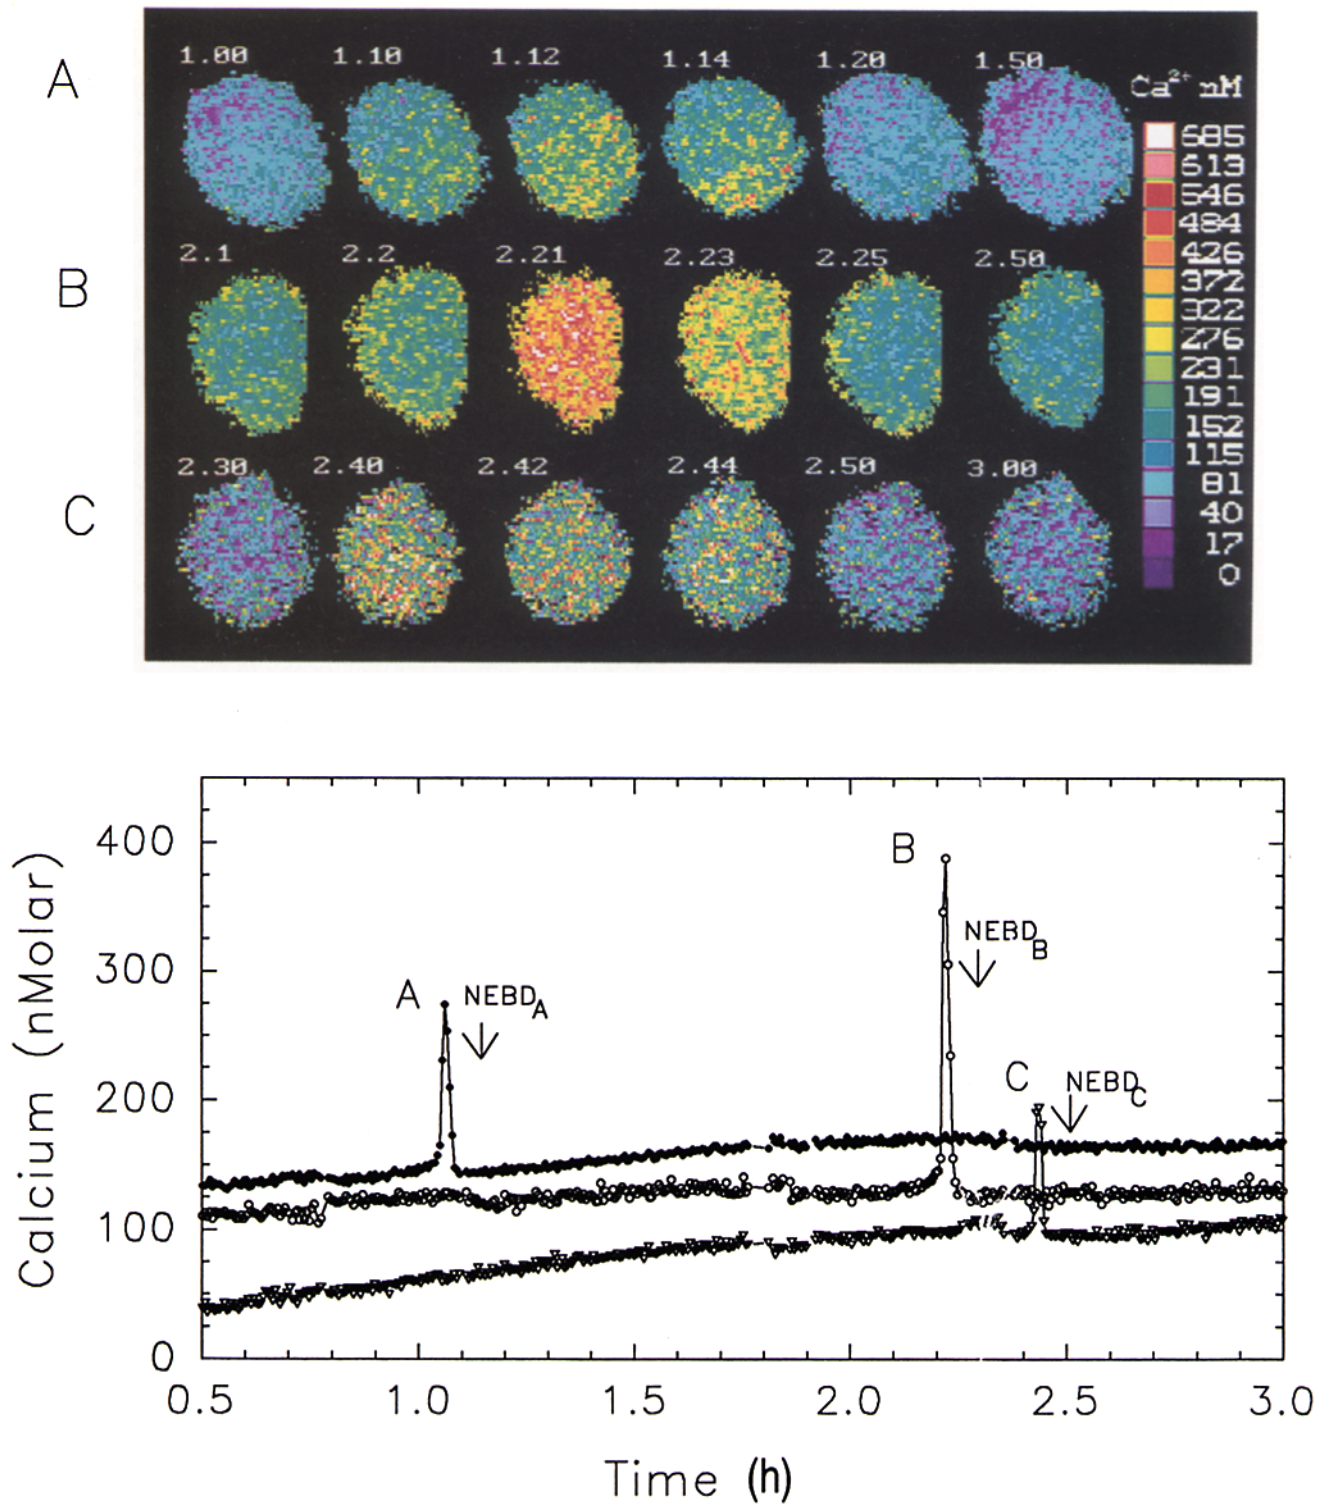 A
1.00 1.10 1.12 1.14 1.20 1.50
Ca²⁺ nM
685
613
546
484
426
372
322
276
231
191
152
115
81
40
17
0
B
2.1 2.2 2.21 2.23 2.25 2.50
C
2.30 2.40 2.42 2.44 2.50 3.00
Calcium (nMolar)
400
300
200
100
0
A
NEBD_A
B
NEBD_B
C
NEBD_C
0.5 1.0 1.5 2.0 2.5 3.0
Time (h)